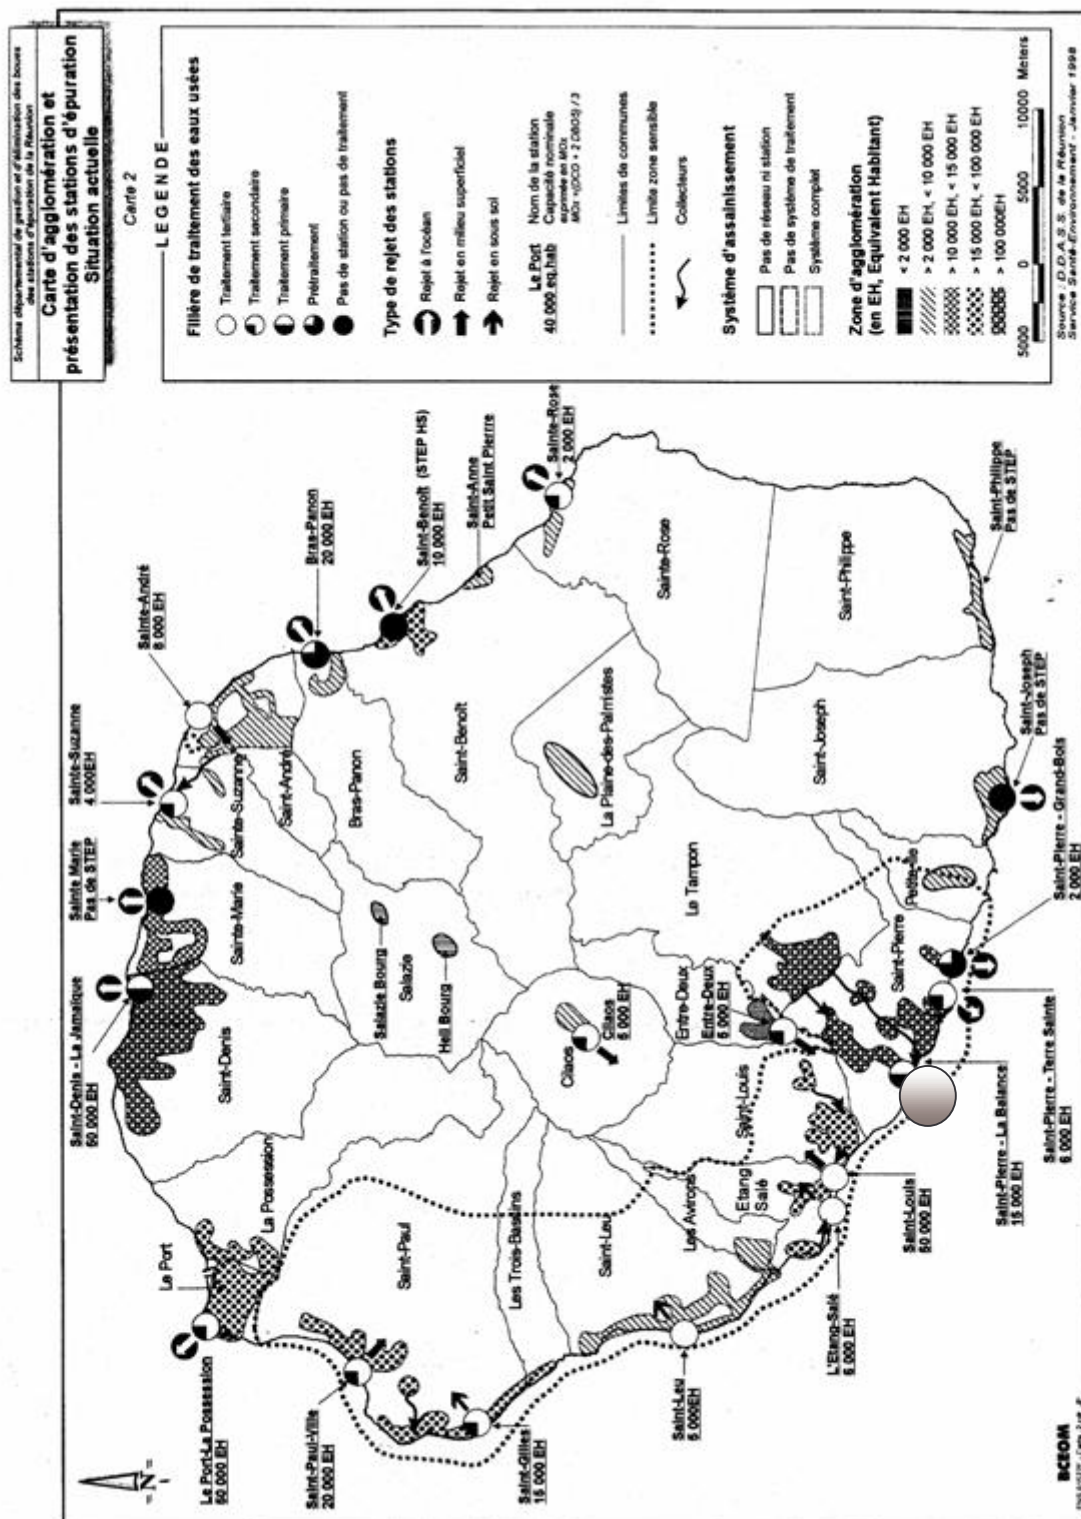 Schéma départemental de gestion et d'élimination des boues
des stations d'épuration de la Réunion
Carte d'agglomération et
présentation des stations d'épuration
Situation actuelle
Carte 2
LEGENDE
Filière de traitement des eaux usées
Traitement tertiaire
Traitement secondaire
Traitement primaire
Prétraitement
Pas de station ou pas de traitement
Type de rejet des stations
Rejet à l'océan
Rejet en milieu superficiel
Rejet en sous sol
Le Port
40 000 eq.hab
Nom de la station
Capacité nominale
exprimée en MOx
MOx =(DCO + 2 DBO5) / 3
Limites de communes
Limite zone sensible
Collecteurs
Système d'assainissement
Pas de réseau ni station
Pas de système de traitement
Système complet
Zone d'agglomération
(en EH, Equivalent Habitant)
< 2 000 EH
> 2 000 EH, < 10 000 EH
> 10 000 EH, < 15 000 EH
> 15 000 EH, < 100 000 EH
> 100 000EH
5000 0 5000 10000 Meters
Source : D.D.A.S.S. de la Réunion
Service Santé-Environnement - Janvier 1998
N
Le Port-La Possession
60 000 EH
Saint-Denis - La Jamaïque
60 000 EH
Sainte Marie
Pas de STEP
Sainte-Suzanne
4 000EH
Sainte-André
8 000 EH
Bras-Panon
20 000 EH
Saint-Benoît (STEP HS)
10 000 EH
Saint-Anne
Petit Saint Pierrre
Sainte-Rose
2 000 EH
Saint-Philippe
Pas de STEP
Saint-Joseph
Pas de STEP
Saint-Pierre - Grand-Bois
2 000 EH
Saint-Pierre - Terre Sainte
6 000 EH
Saint-Pierre - La Balance
15 000 EH
Saint-Louis
50 000 EH
L'Etang-Salé
6 000 EH
Saint-Leu
5 000EH
Saint-Gilles
15 000 EH
Saint-Paul-Ville
20 000 EH
Entre-Deux
5 000 EH
Cilaos
5 000 EH
Salazie Bourg
Hell Bourg
Le Port
La Possession
Saint-Denis
Sainte-Marie
Sainte-Suzanne
Saint-André
Bras-Panon
Saint-Benoît
Salazie
Saint-Paul
Les Trois-Bassins
Saint-Leu
Les Avirons
Etang
Salé
Saint-Louis
Cilaos
Entre-Deux
Le Tampon
Saint-Pierre
Petite-Ile
Saint-Joseph
Saint-Philippe
Sainte-Rose
La Plaine-des-Palmistes
BCEOM